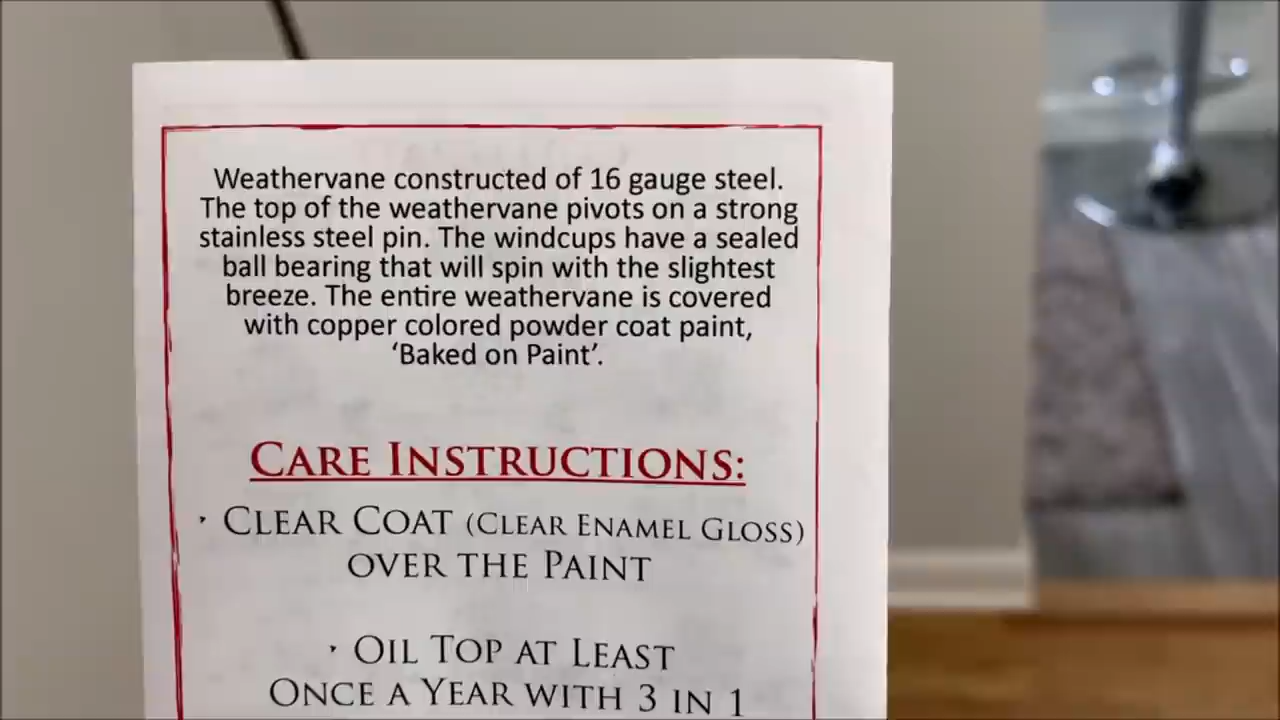 Weathervane constructed of 16 gauge steel.
The top of the weathervane pivots on a strong
stainless steel pin. The windcups have a sealed
ball bearing that will spin with the slightest
breeze. The entire weathervane is covered
with copper colored powder coat paint,
‘Baked on Paint’.
CARE INSTRUCTIONS:
· CLEAR COAT (CLEAR ENAMEL GLOSS)
OVER THE PAINT
· OIL TOP AT LEAST
ONCE A YEAR WITH 3 IN 1